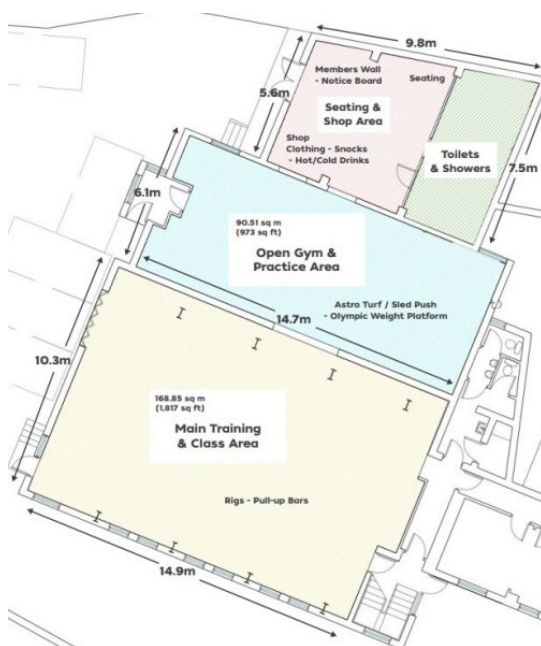 9.8m
Members Wall
- Notice Board
Seating
5.6m
Seating &
Shop Area
Shop
Clothing - Snacks
- Hot/Cold Drinks
Toilets
& Showers
7.5m
6.1m
90.51 sq m
(973 sq ft)
Open Gym &
Practice Area
Astro Turf / Sled Push
- Olympic Weight Platform
14.7m
10.3m
168.85 sq m
(1,817 sq ft)
Main Training
& Class Area
Rigs - Pull-up Bars
14.9m